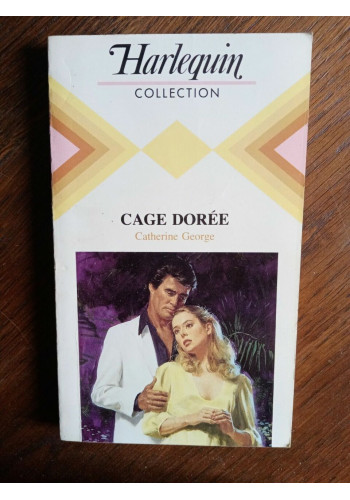 Harlequin
COLLECTION
CAGE DORÉE
Catherine George